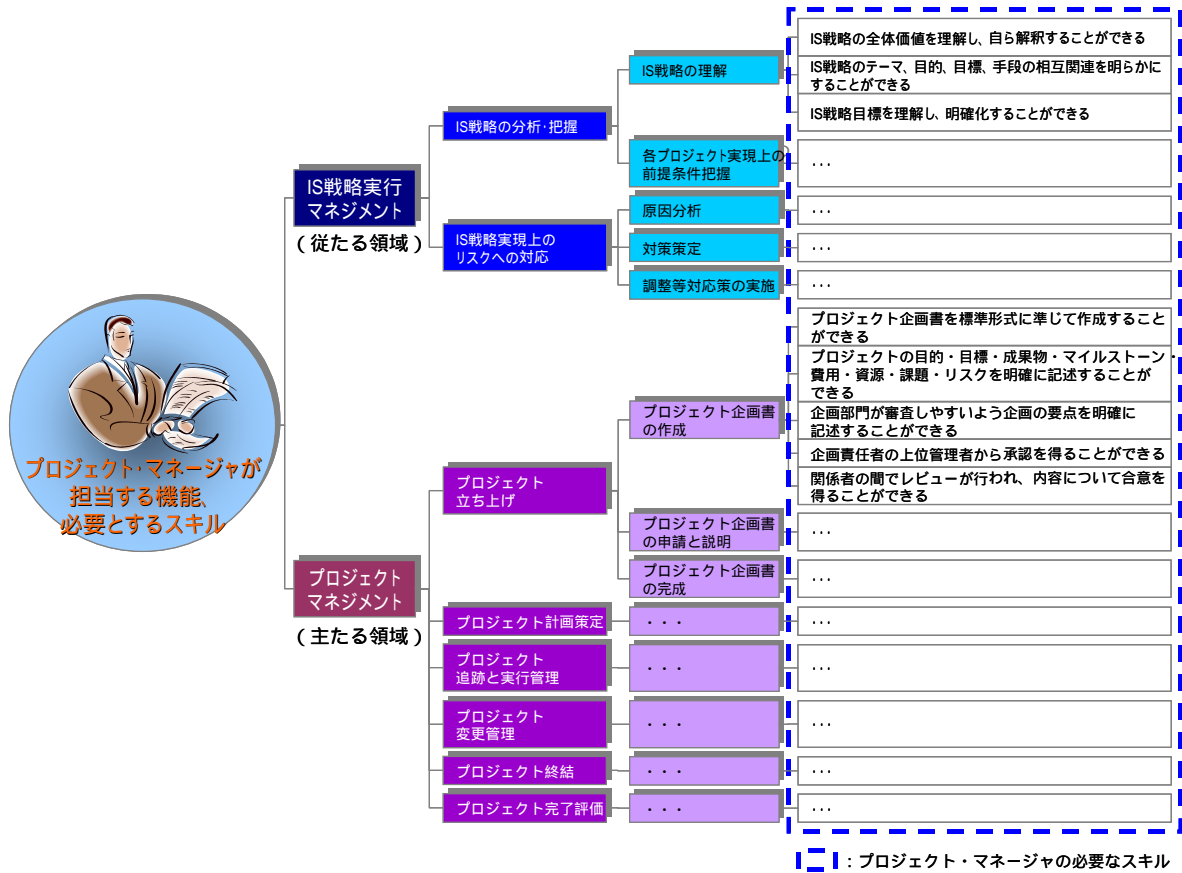 プロジェクト・マネージャが
担当する機能、
必要とするスキル
IS戦略実行
マネジメント
（従たる領域）
IS戦略の分析・把握
IS戦略の理解
IS戦略の全体価値を理解し、自ら解釈することができる
IS戦略のテーマ、目的、目標、手段の相互関連を明らかに
することができる
IS戦略目標を理解し、明確化することができる
各プロジェクト実現上の
前提条件把握
・・・
IS戦略実現上の
リスクへの対応
原因分析
・・・
対策策定
・・・
調整等対応策の実施
・・・
プロジェクト
マネジメント
（主たる領域）
プロジェクト
立ち上げ
プロジェクト企画書
の作成
プロジェクト企画書を標準形式に準じて作成すること
ができる
プロジェクトの目的・目標・成果物・マイルストーン・
費用・資源・課題・リスクを明確に記述することが
できる
企画部門が審査しやすいよう企画の要点を明確に
記述することができる
企画責任者の上位管理者から承認を得ることができる
関係者の間でレビューが行われ、内容について合意を
得ることができる
プロジェクト企画書
の申請と説明
・・・
プロジェクト企画書
の完成
・・・
プロジェクト計画策定
・・・
・・・
プロジェクト
追跡と実行管理
・・・
・・・
プロジェクト
変更管理
・・・
・・・
プロジェクト終結
・・・
・・・
プロジェクト完了評価
・・・
・・・
：プロジェクト・マネージャの必要なスキル